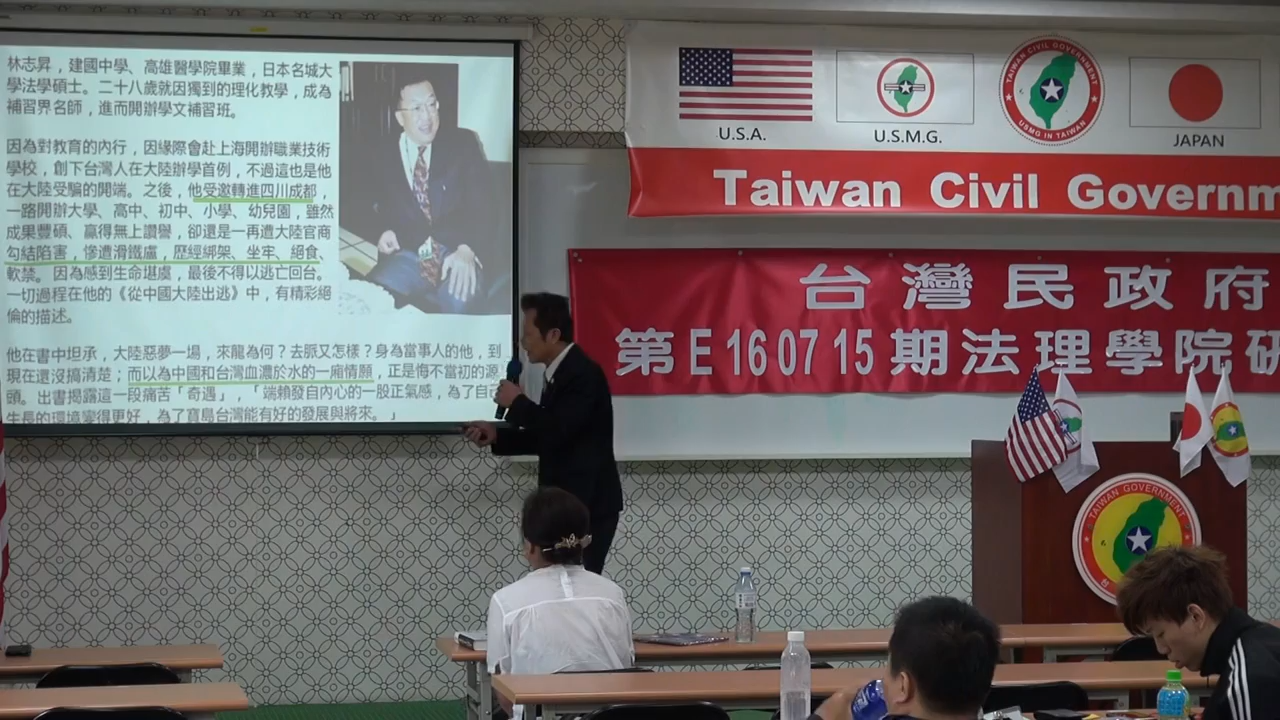 林志昇，建國中學、高雄醫學院畢業，日本名城大
學法學碩士。二十八歲就因獨到的理化教學，成為
補習界名師，進而開辦學文補習班。
因為對教育的內行，因緣際會赴上海開辦職業技術
學校，創下台灣人在大陸辦學首例，不過這也是他
在大陸受騙的開端。之後，他受邀轉進四川成都，
一路開辦大學、高中、初中、小學、幼兒園，雖然
成果豐碩、贏得無上讚譽，卻還是一再遭大陸官商
勾結陷害，慘遭滑鐵盧，歷經綁架、坐牢、絕食、
軟禁。因為感到生命堪虞，最後不得以逃亡回台。
一切過程在他的《從中國大陸出逃》中，有精彩絕
倫的描述。
他在書中坦承，大陸惡夢一場，來龍為何？去脈又怎樣？身為當事人的他，到
現在還沒搞清楚；而以為中國和台灣血濃於水的一廂情願，正是悔不當初的源
頭。出書揭露這一段痛苦「奇遇」，「端賴發自內心的一股正氣感，為了自己
生長的環境變得更好，為了寶島台灣能有好的發展與將來。」
U.S.A.
U.S.M.G.
TAIWAN CIVIL GOVERNMENT
USMG IN TAIWAN
JAPAN
Taiwan Civil Governm
台灣民政府
第E160715期法理學院研
TAIWAN GOVERNMENT